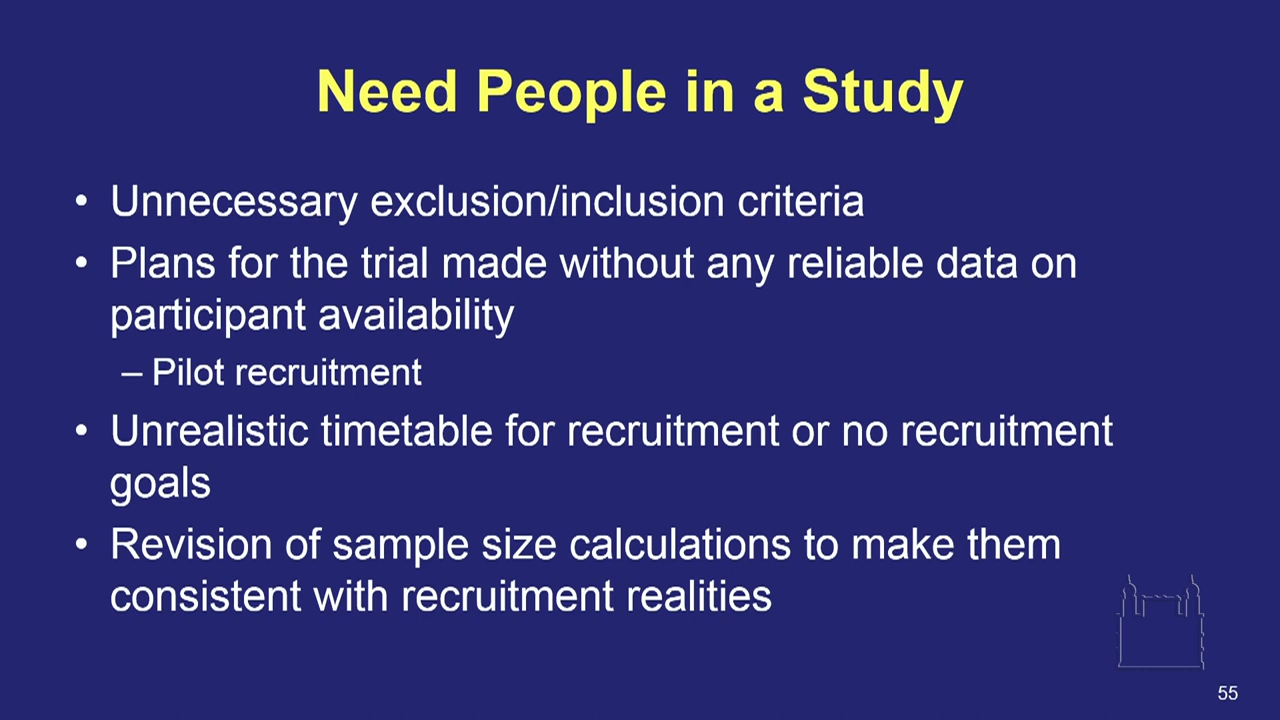 Need People in a Study
• Unnecessary exclusion/inclusion criteria
• Plans for the trial made without any reliable data on
participant availability
– Pilot recruitment
• Unrealistic timetable for recruitment or no recruitment
goals
• Revision of sample size calculations to make them
consistent with recruitment realities
55